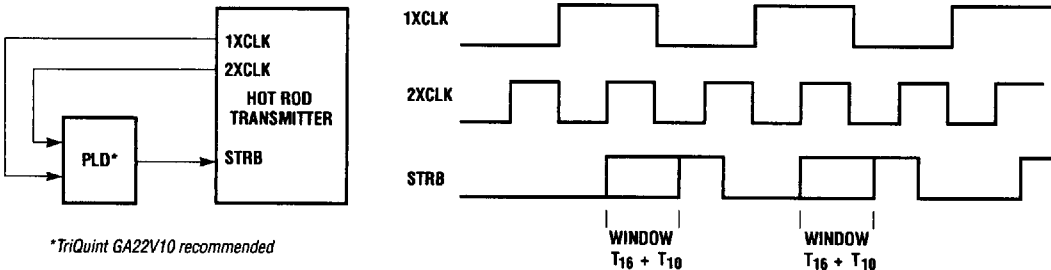 1XCLK
2XCLK
HOT ROD
TRANSMITTER
STRB
PLD*
*TriQuint GA22V10 recommended
1XCLK
2XCLK
STRB
WINDOW
T16 + T10
WINDOW
T16 + T10